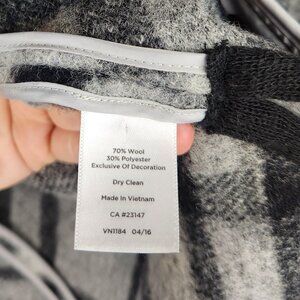 70% Wool
30% Polyester
Exclusive Of Decoration
Dry Clean
Made In Vietnam
CA #23147
VN1184 04/16